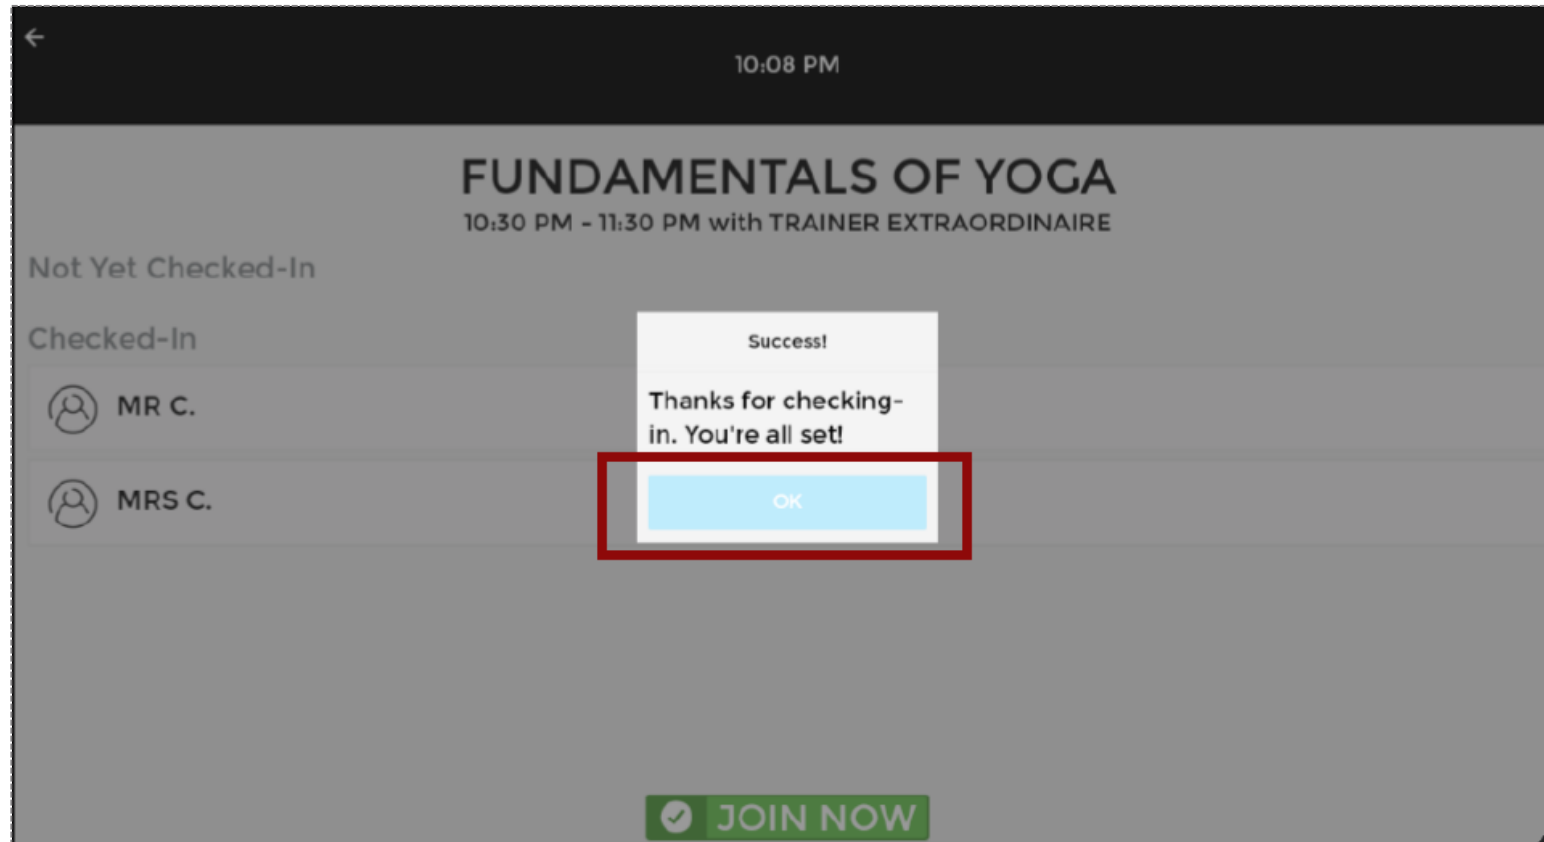 10:08 PM
FUNDAMENTALS OF YOGA
10:30 PM - 11:30 PM with TRAINER EXTRAORDINAIRE
Not Yet Checked-In
Checked-In
MR C.
MRS C.
Success!
Thanks for checking-
in. You're all set!
OK
JOIN NOW